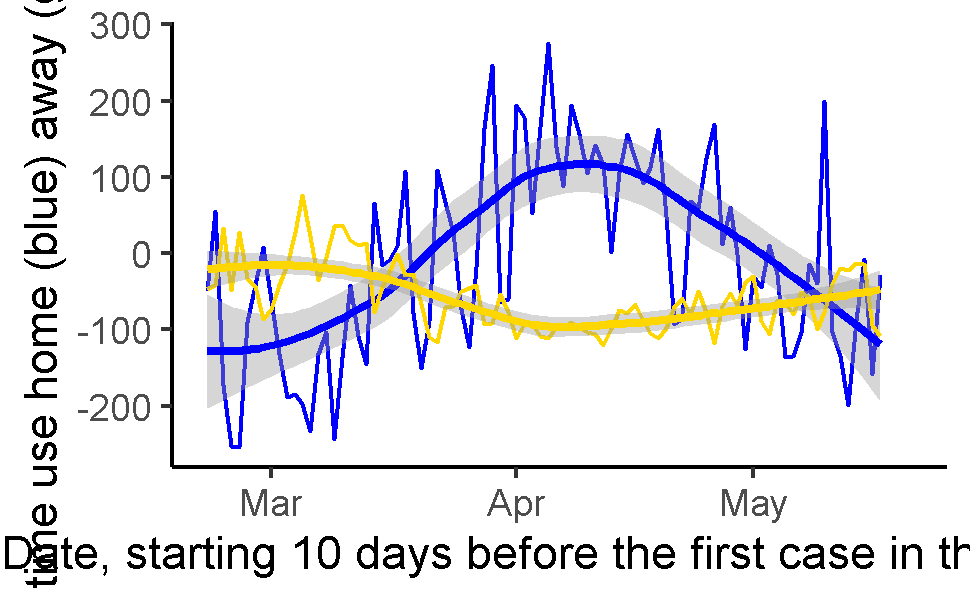 time use home (blue) away (
300
200
100
0
-100
-200
Mar Apr May
Date, starting 10 days before the first case in th